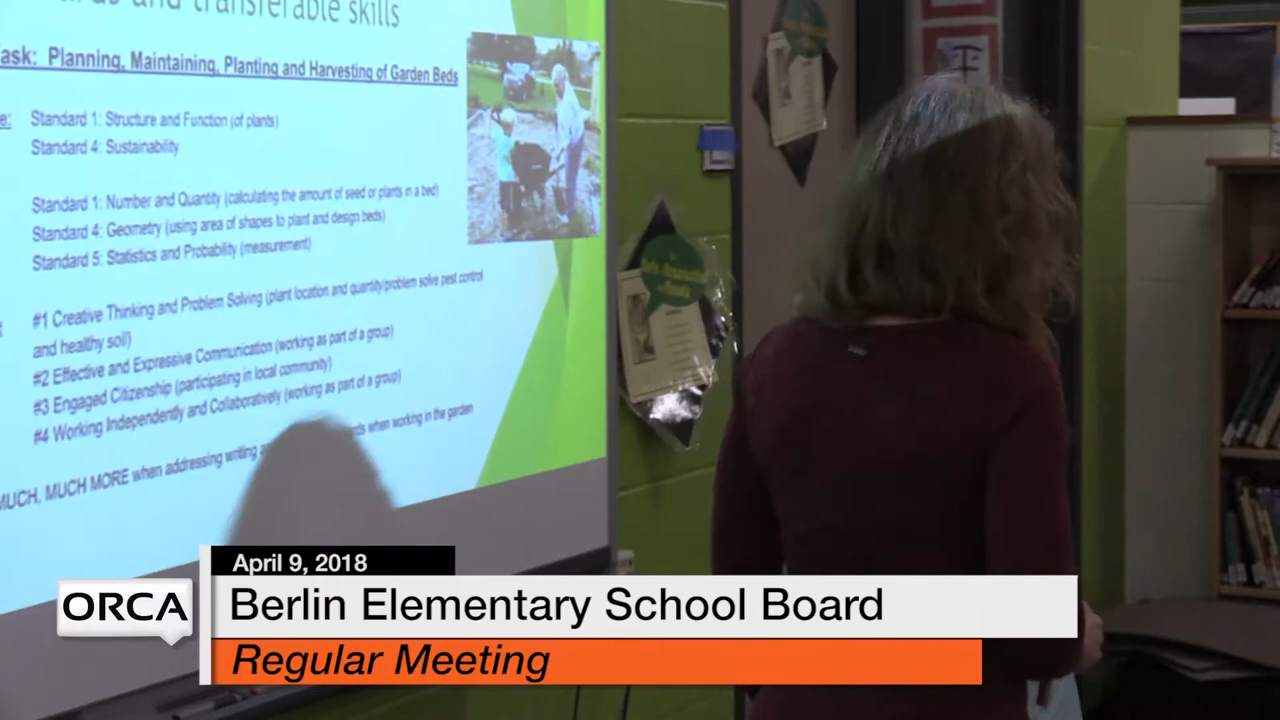 ards and transferable skills
ask: Planning, Maintaining, Planting and Harvesting of Garden Beds
e: Standard 1: Structure and Function (of plants)
Standard 4: Sustainability
Standard 1: Number and Quantity (calculating the amount of seed or plants in a bed)
Standard 4: Geometry (using area of shapes to plant and design beds)
Standard 5: Statistics and Probability (measurement)
#1 Creative Thinking and Problem Solving (plant location and quantity/problem solve pest control
and healthy soil)
#2 Effective and Expressive Communication (working as part of a group)
#3 Engaged Citizenship (participating in local community)
#4 Working Independently and Collaboratively (working as part of a group)
MUCH, MUCH MORE when addressing writing ds when working in the garden
April 9, 2018
ORCA
Berlin Elementary School Board
Regular Meeting